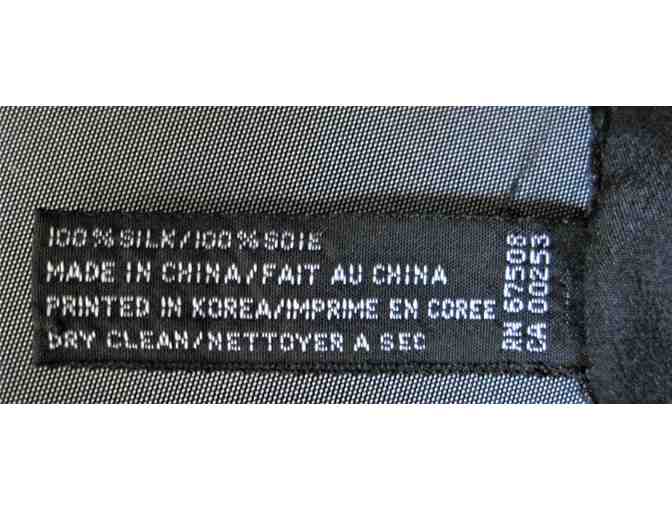 100% SILK/100% SOIE
MADE IN CHINA/FAIT AU CHINA
PRINTED IN KOREA/IMPRIME EN COREE
DRY CLEAN/NETTOYER A SEC
RN 67508
CA 00253